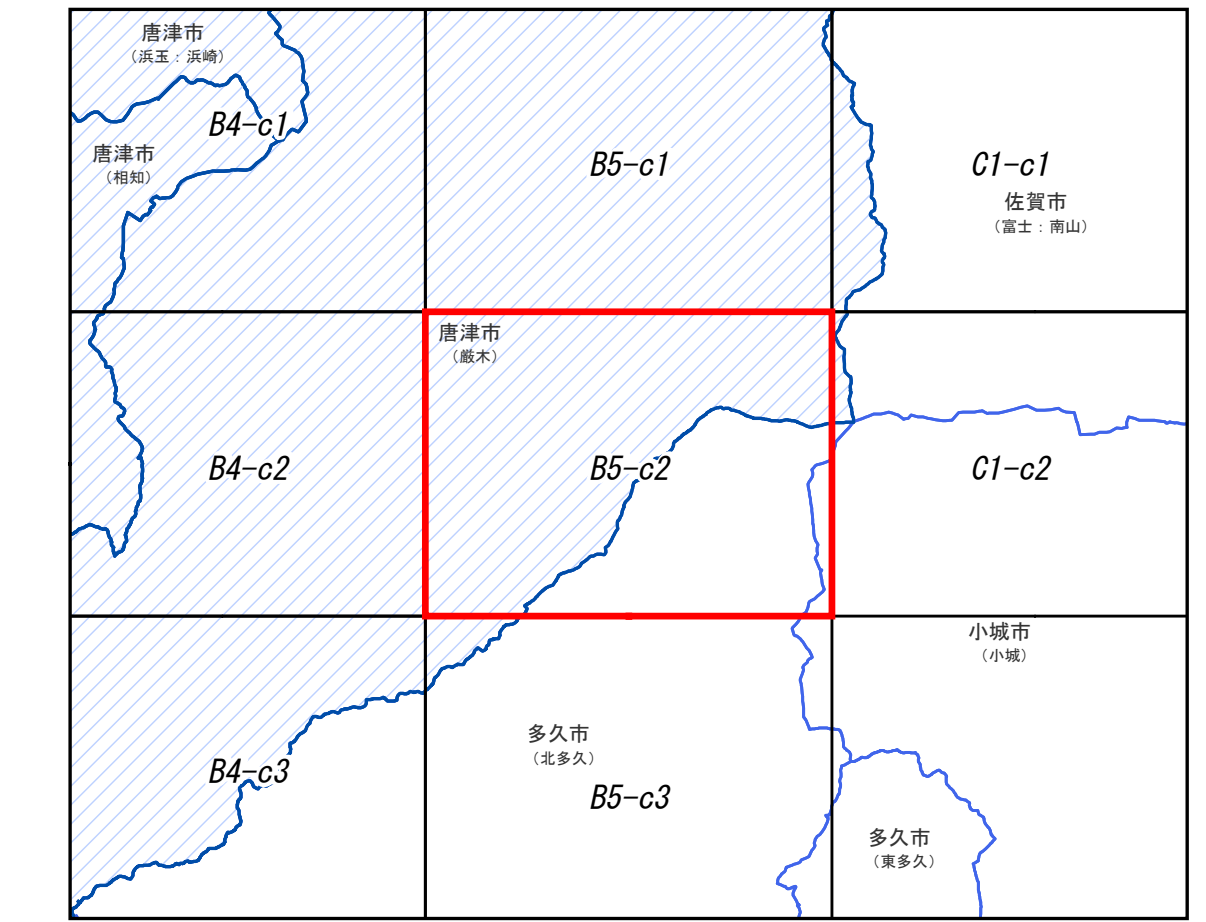 唐津市
（浜玉：浜崎）
B4-c1
唐津市
（相知）
B5-c1
C1-c1
佐賀市
（富士：南山）
唐津市
（厳木）
B4-c2
B5-c2
C1-c2
小城市
（小城）
多久市
（北多久）
B4-c3
B5-c3
多久市
（東多久）